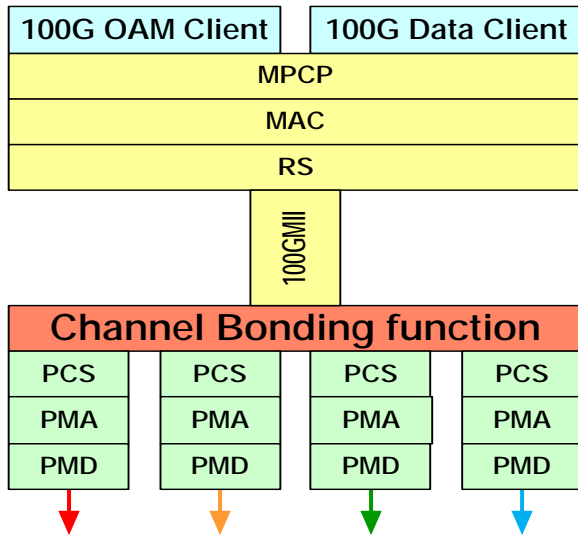 100G OAM Client 100G Data Client
MPCP
MAC
RS
100GMII
Channel Bonding function
PCS PCS PCS PCS
PMA PMA PMA PMA
PMD PMD PMD PMD